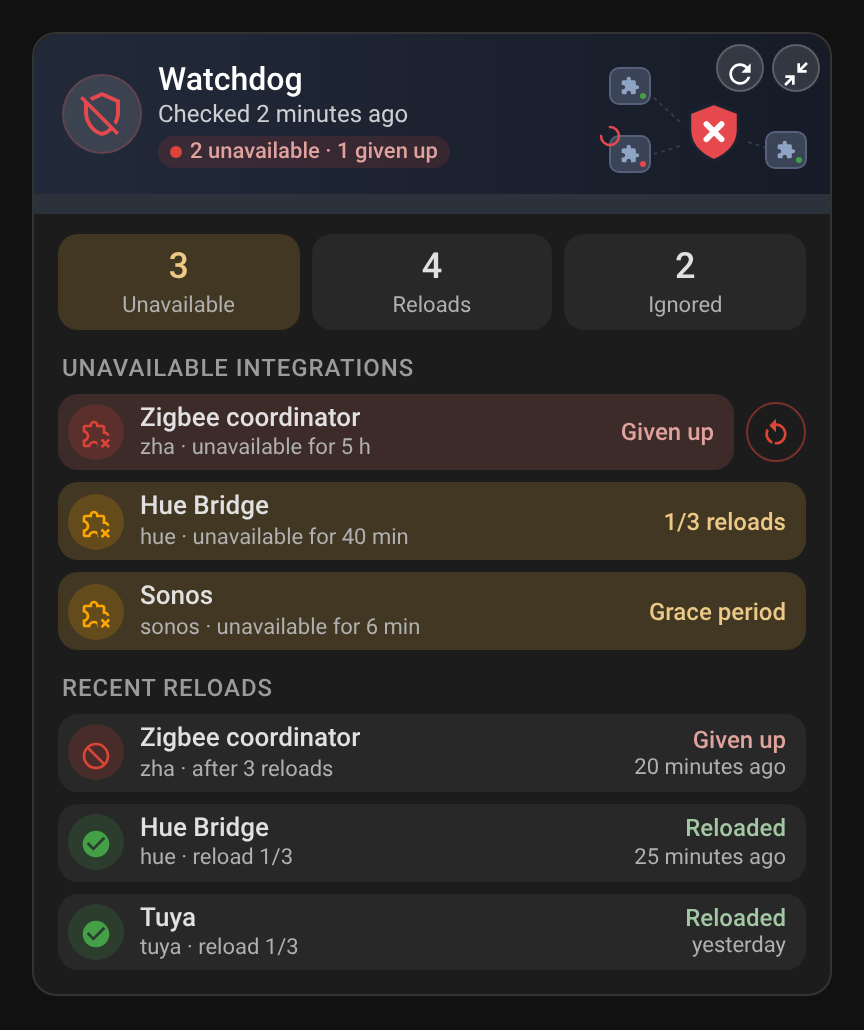 Watchdog
Checked 2 minutes ago
2 unavailable · 1 given up
3
Unavailable
4
Reloads
2
Ignored
UNAVAILABLE INTEGRATIONS
Zigbee coordinator
zha · unavailable for 5 h
Given up
Hue Bridge
hue · unavailable for 40 min
1/3 reloads
Sonos
sonos · unavailable for 6 min
Grace period
RECENT RELOADS
Zigbee coordinator
zha · after 3 reloads
Given up
20 minutes ago
Hue Bridge
hue · reload 1/3
Reloaded
25 minutes ago
Tuya
tuya · reload 1/3
Reloaded
yesterday